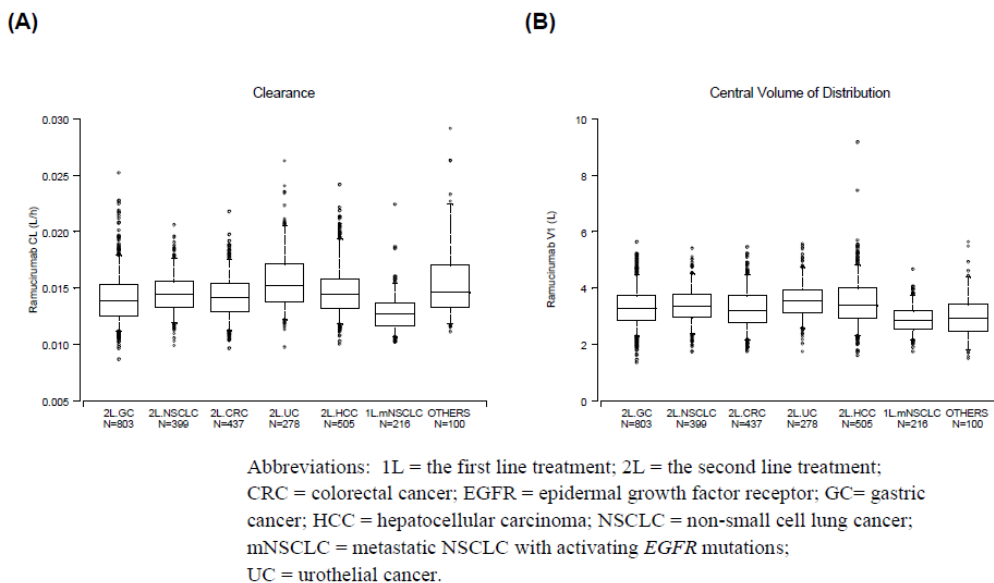 (A)
(B)
Clearance
Central Volume of Distribution
Ramucirumab CL (L/h)
0.030
0.025
0.020
0.015
0.010
0.005
2L.GC 2L.NSCLC 2L.CRC 2L.UC 2L.HCC 1L.mNSCLC OTHERS
N=803 N=399 N=437 N=278 N=505 N=216 N=100
Ramucirumab V1 (L)
10
8
6
4
2
0
2L.GC 2L.NSCLC 2L.CRC 2L.UC 2L.HCC 1L.mNSCLC OTHERS
N=803 N=399 N=437 N=278 N=505 N=216 N=100
Abbreviations: 1L = the first line treatment; 2L = the second line treatment;
CRC = colorectal cancer; EGFR = epidermal growth factor receptor; GC= gastric
cancer; HCC = hepatocellular carcinoma; NSCLC = non-small cell lung cancer;
mNSCLC = metastatic NSCLC with activating EGFR mutations;
UC = urothelial cancer.